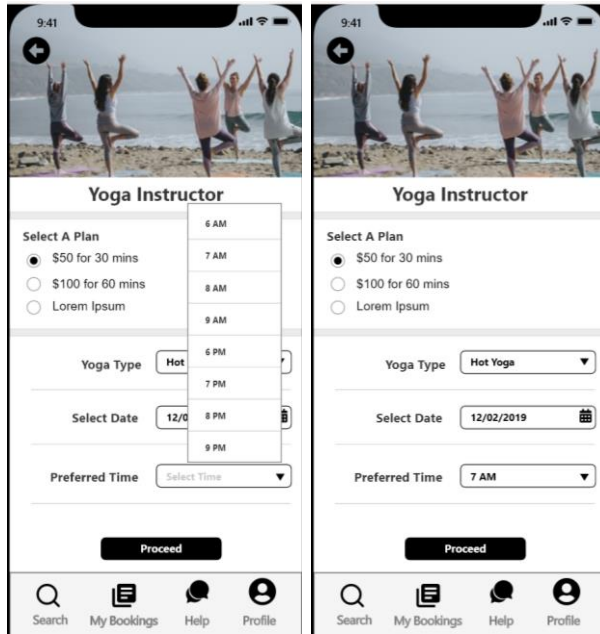 9:41
Yoga Instructor
Select A Plan
$50 for 30 mins
$100 for 60 mins
Lorem Ipsum
6 AM
7 AM
8 AM
9 AM
6 PM
7 PM
8 PM
9 PM
Yoga Type Hot
Select Date 12/0
Preferred Time Select Time
Proceed
Search My Bookings Help Profile
9:41
Yoga Instructor
Select A Plan
$50 for 30 mins
$100 for 60 mins
Lorem Ipsum
Yoga Type Hot Yoga
Select Date 12/02/2019
Preferred Time 7 AM
Proceed
Search My Bookings Help Profile